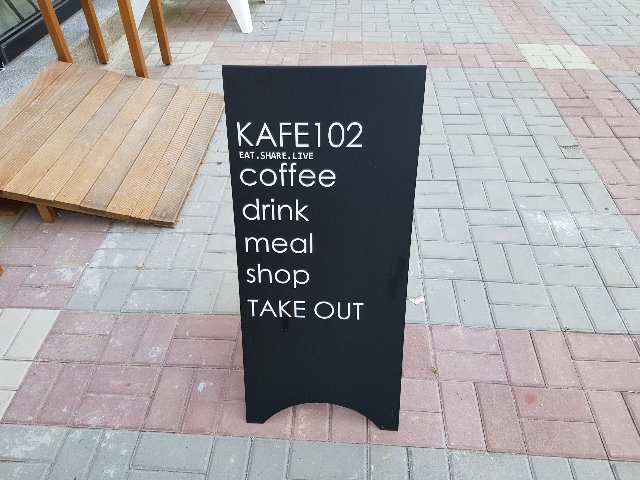 KAFE102
EAT.SHARE.LIVE
coffee
drink
meal
shop
TAKE OUT